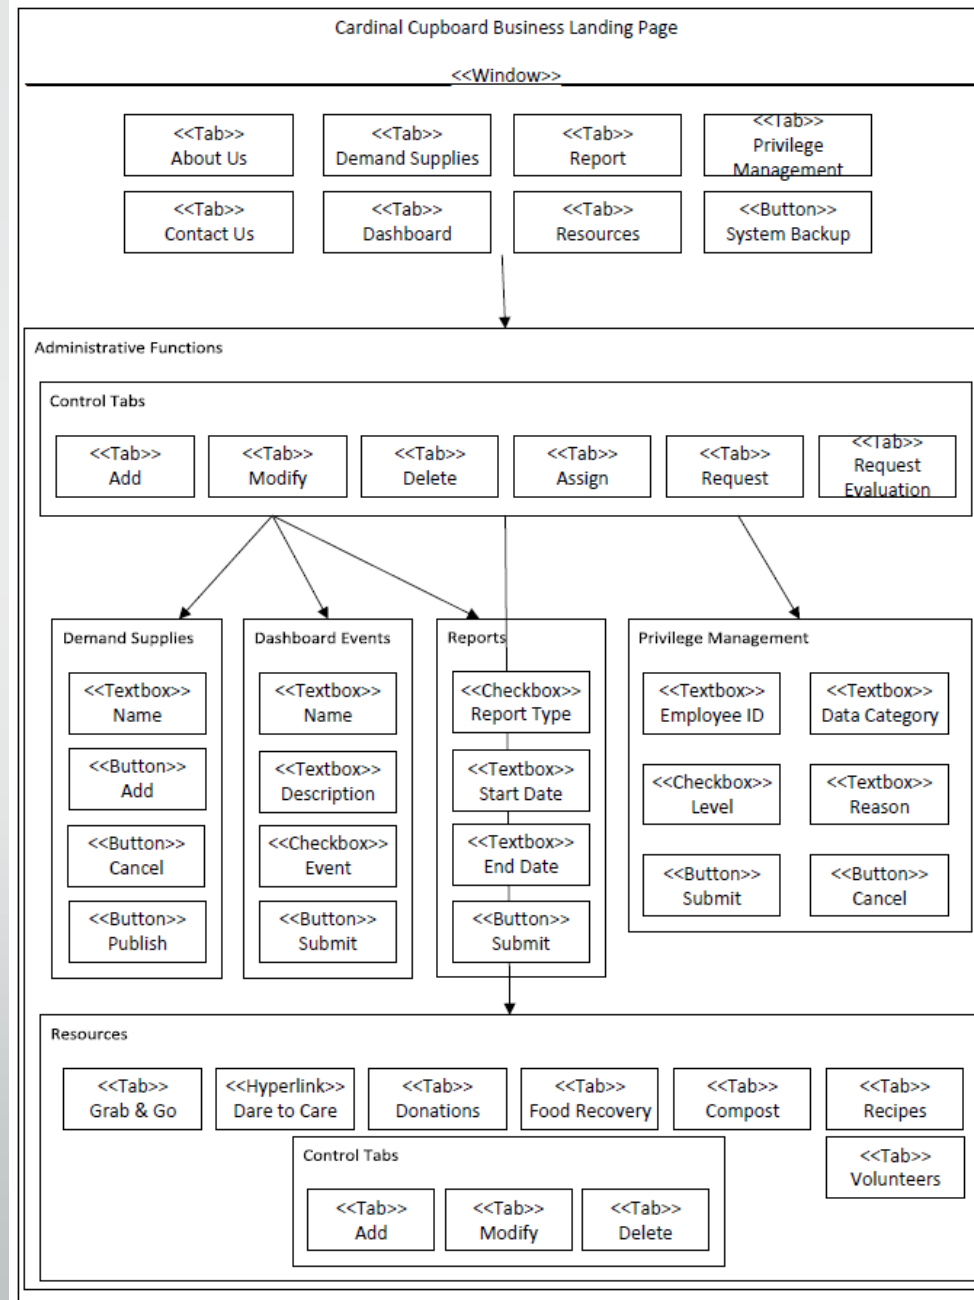 Cardinal Cupboard Business Landing Page
<<Window>>
<<Tab>>
About Us
<<Tab>>
Demand Supplies
<<Tab>>
Report
<<Tab>>
Privilege
Management
<<Tab>>
Contact Us
<<Tab>>
Dashboard
<<Tab>>
Resources
<<Button>>
System Backup
Administrative Functions
Control Tabs
<<Tab>>
Add
<<Tab>>
Modify
<<Tab>>
Delete
<<Tab>>
Assign
<<Tab>>
Request
<<Tab>>
Request
Evaluation
Demand Supplies
<<Textbox>>
Name
<<Button>>
Add
<<Button>>
Cancel
<<Button>>
Publish
Dashboard Events
<<Textbox>>
Name
<<Textbox>>
Description
<<Checkbox>>
Event
<<Button>>
Submit
Reports
<<Checkbox>>
Report Type
<<Textbox>>
Start Date
<<Textbox>>
End Date
<<Button>>
Submit
Privilege Management
<<Textbox>>
Employee ID
<<Textbox>>
Data Category
<<Checkbox>>
Level
<<Textbox>>
Reason
<<Button>>
Submit
<<Button>>
Cancel
Resources
<<Tab>>
Grab & Go
<<Hyperlink>>
Dare to Care
<<Tab>>
Donations
<<Tab>>
Food Recovery
<<Tab>>
Compost
<<Tab>>
Recipes
<<Tab>>
Volunteers
Control Tabs
<<Tab>>
Add
<<Tab>>
Modify
<<Tab>>
Delete